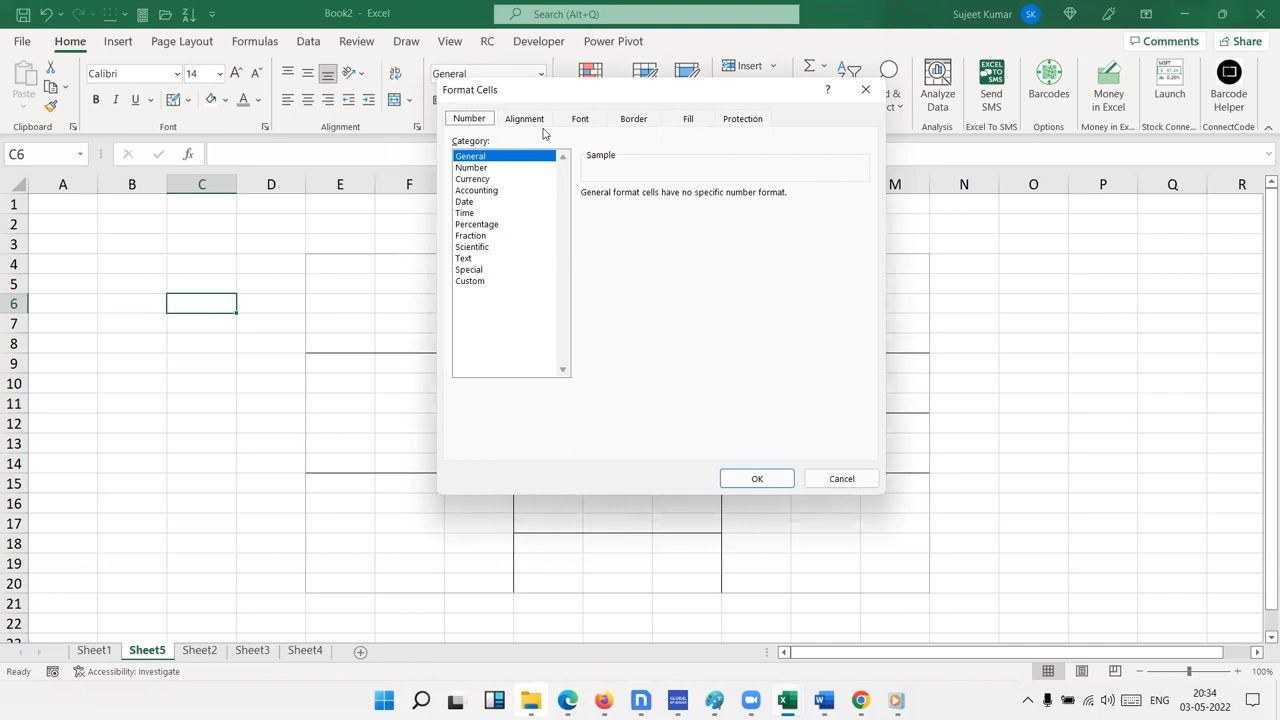 Book2 - Excel
Search (Alt+Q)
Sujeet Kumar
SK
File Home Insert Page Layout Formulas Data Review Draw View RC Developer Help Power Pivot
Comments
Share
Paste
Calibri
14
General
Insert
Analyze Data
Send SMS
Barcodes
Money in Excel
Launch
Barcode Helper
Clipboard
Font
Alignment
Analysis
Excel to SMS
Money in Ex...
SMRT: Commo...
ConnectCode
Format Cells
Number Alignment Font Border Fill Protection
Category:
General
Number
Currency
Accounting
Date
Time
Percentage
Fraction
Scientific
Text
Special
Custom
Sample
General format cells have no specific number format.
OK
Cancel
C6
A B C D E F M N O P Q R
1
2
3
4
5
6
7
8
9
10
11
12
13
14
15
16
17
18
19
20
21
22
Sheet1 Sheet5 Sheet2 Sheet3 Sheet4
Ready
Accessibility: Investigate
100%
ENG
20:34
03-05-2022